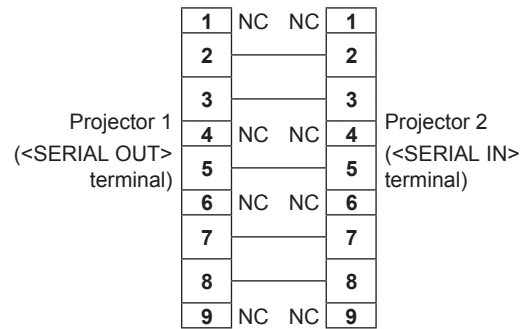 1 NC NC 1
2 2
3 3
Projector 1
(<SERIAL OUT>
terminal)
4 NC NC 4
5 5
6 NC NC 6
Projector 2
(<SERIAL IN>
terminal)
7 7
8 8
9 NC NC 9